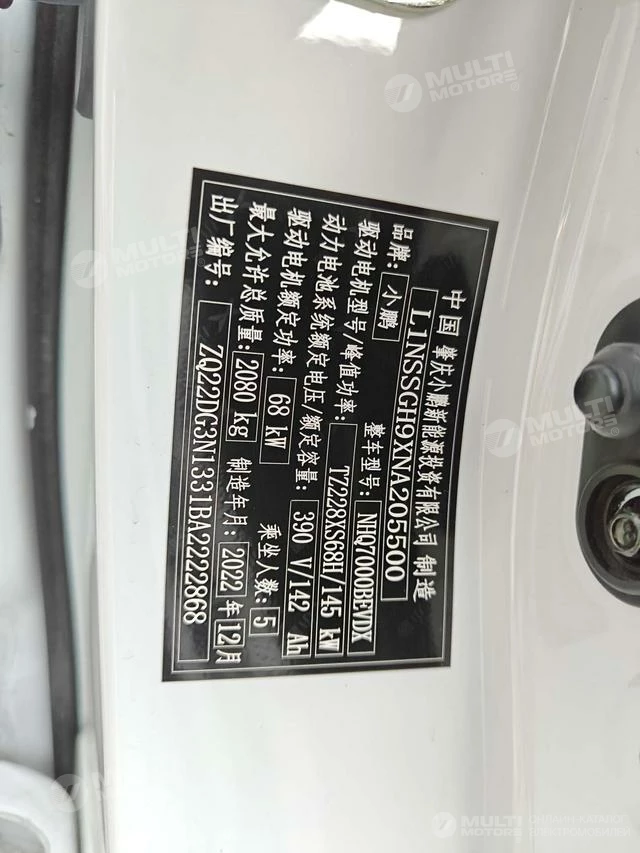 中国 肇庆小鹏新能源投资有限公司 制造
L1NSSGH9XNA205500
品牌: 小鹏 整车型号: NHQ7000BEVDX
驱动电机型号/峰值功率: TZ228XS68H/145 kW
动力电池系统额定电压/额定容量: 390 V/142 Ah
驱动电机额定功率: 68 kW 乘坐人数: 5
最大允许总质量: 2080 kg 制造年月: 2022 年 12 月
出厂编号: ZQ22DG3N1331BA2222868
MULTI
MOTORS
MULTI
MOTORS
ОНЛАЙН-КАТАЛОГ
ЭЛЕКТРОМОБИЛЕЙ